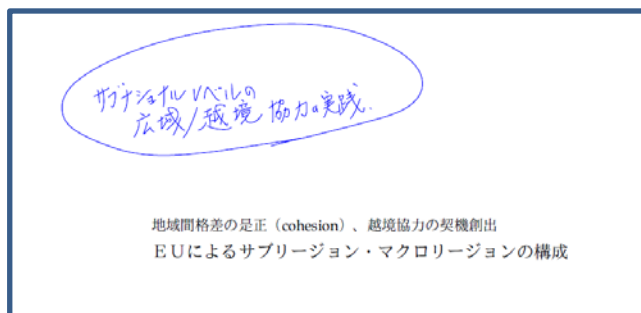 サブナショナルレベルの
広域/越境 協力の実践.
地域間格差の是正（cohesion）、越境協力の契機創出
ＥＵによるサブリージョン・マクロリージョンの構成